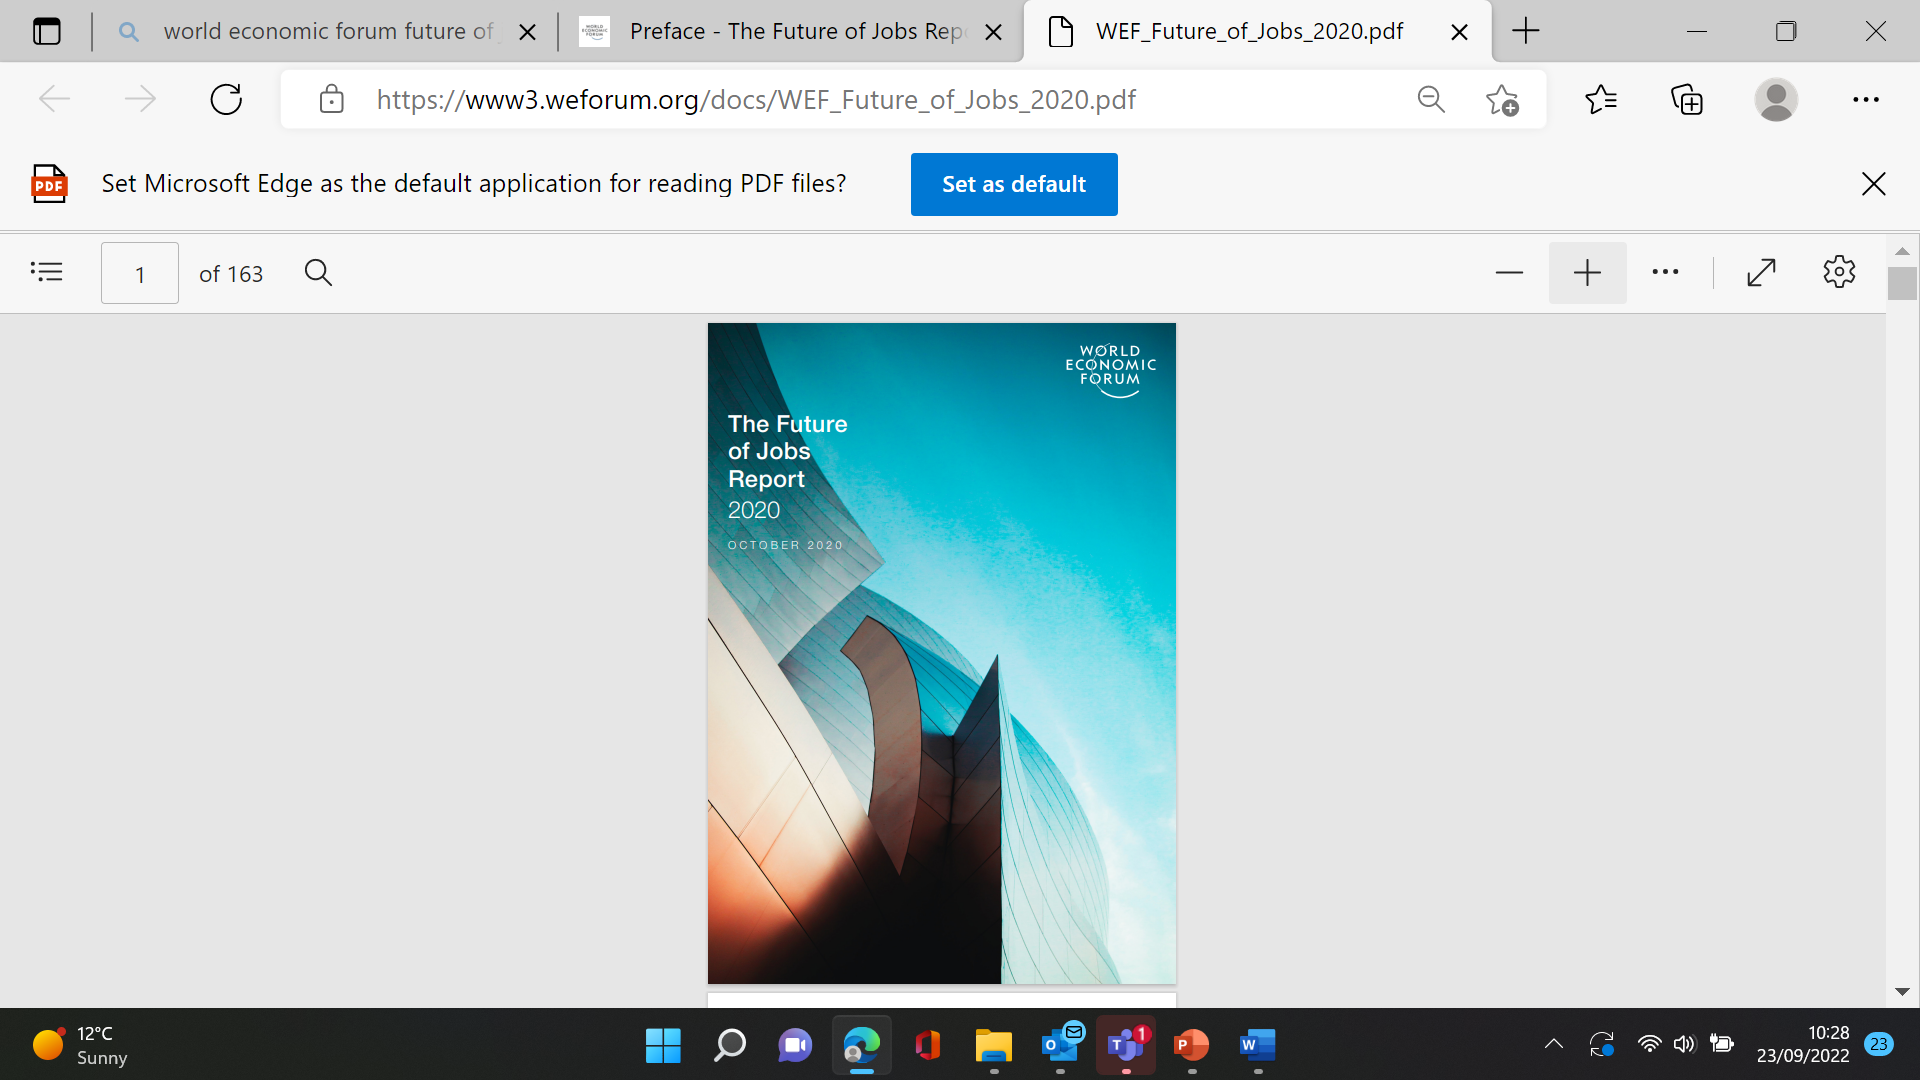 world economic forum future of
Preface - The Future of Jobs Rep
WEF_Future_of_Jobs_2020.pdf
https://www3.weforum.org/docs/WEF_Future_of_Jobs_2020.pdf
PDF
Set Microsoft Edge as the default application for reading PDF files?
Set as default
1
of 163
WORLD
ECONOMIC
FORUM
The Future
of Jobs
Report
2020
OCTOBER 2020
12°C
Sunny
O
T
1
P
W
10:28
23/09/2022
23